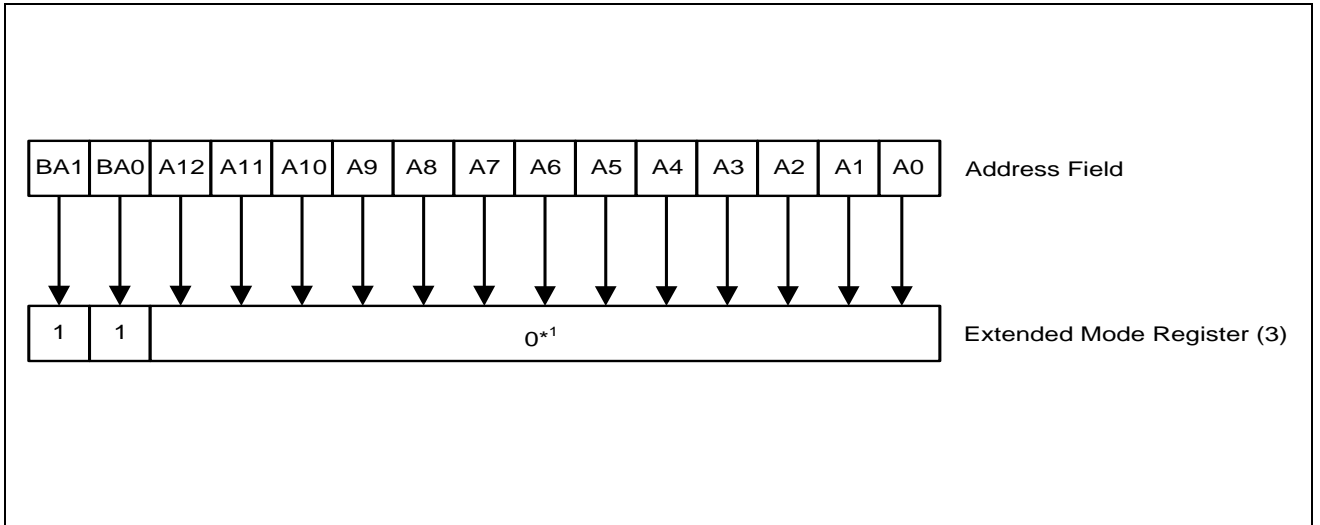 BA1 BA0 A12 A11 A10 A9 A8 A7 A6 A5 A4 A3 A2 A1 A0 Address Field
1 1 0*1 Extended Mode Register (3)